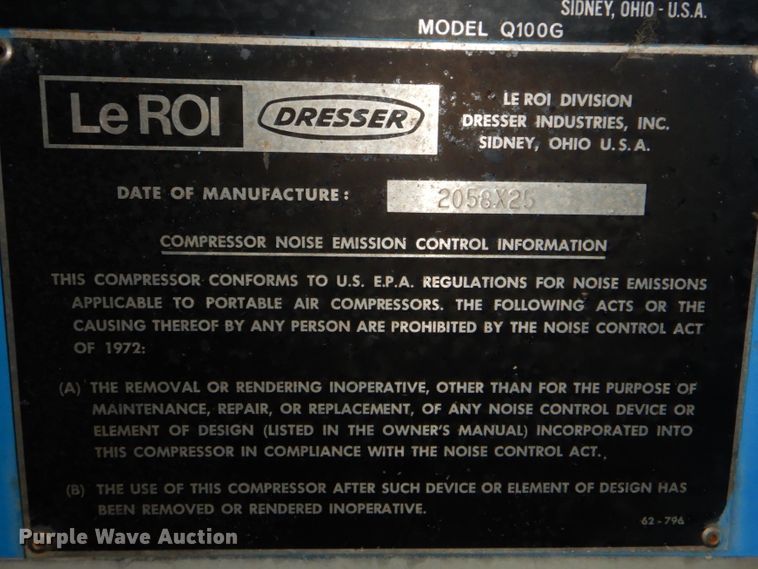 SIDNEY, OHIO - U.S.A.
MODEL Q100G
Le ROI
DRESSER
LE ROI DIVISION
DRESSER INDUSTRIES, INC.
SIDNEY, OHIO U.S.A.
DATE OF MANUFACTURE: 2058X25
COMPRESSOR NOISE EMISSION CONTROL INFORMATION
THIS COMPRESSOR CONFORMS TO U.S. E.P.A. REGULATIONS FOR NOISE EMISSIONS
APPLICABLE TO PORTABLE AIR COMPRESSORS. THE FOLLOWING ACTS OR THE
CAUSING THEREOF BY ANY PERSON ARE PROHIBITED BY THE NOISE CONTROL ACT
OF 1972:
(A) THE REMOVAL OR RENDERING INOPERATIVE, OTHER THAN FOR THE PURPOSE OF
MAINTENANCE, REPAIR, OR REPLACEMENT, OF ANY NOISE CONTROL DEVICE OR
ELEMENT OF DESIGN (LISTED IN THE OWNER'S MANUAL) INCORPORATED INTO
THIS COMPRESSOR IN COMPLIANCE WITH THE NOISE CONTROL ACT.
(B) THE USE OF THIS COMPRESSOR AFTER SUCH DEVICE OR ELEMENT OF DESIGN HAS
BEEN REMOVED OR RENDERED INOPERATIVE.
62-796
Purple Wave Auction